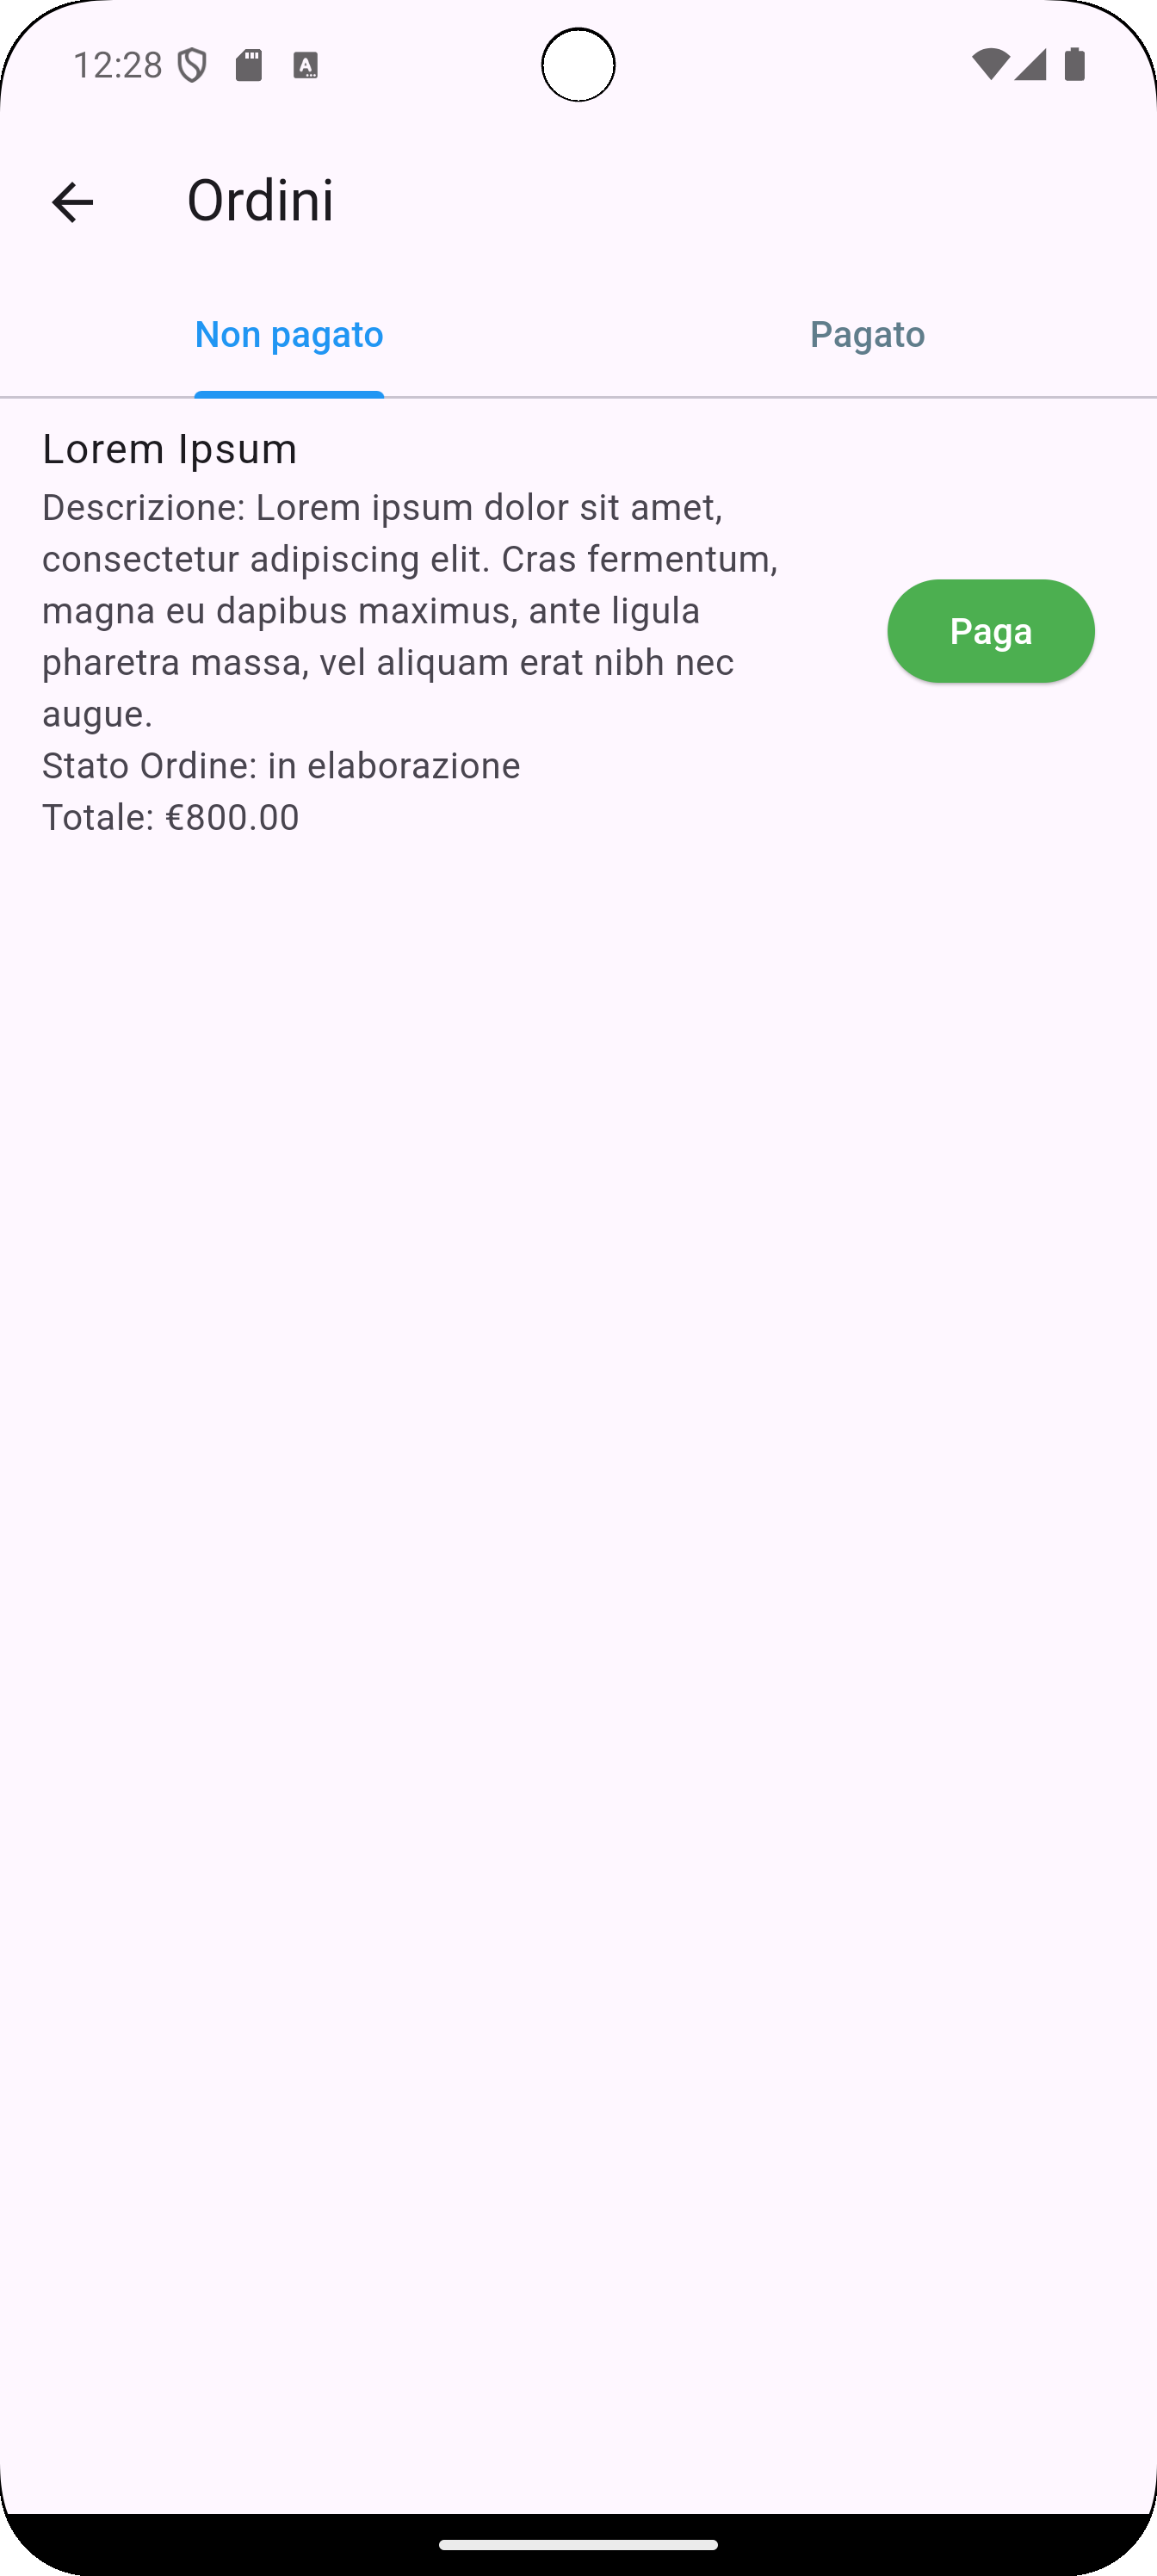 12:28
Ordini
Non pagato
Pagato
Lorem Ipsum
Descrizione: Lorem ipsum dolor sit amet,
consectetur adipiscing elit. Cras fermentum,
magna eu dapibus maximus, ante ligula
pharetra massa, vel aliquam erat nibh nec
augue.
Stato Ordine: in elaborazione
Totale: €800.00
Paga